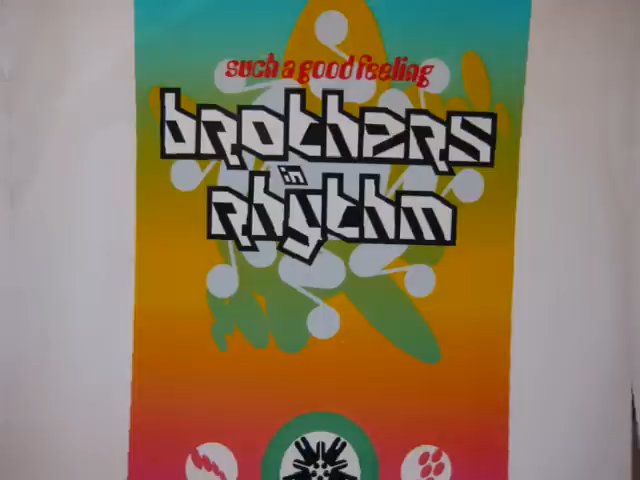 such a good feeling
brothers
in
rhythm